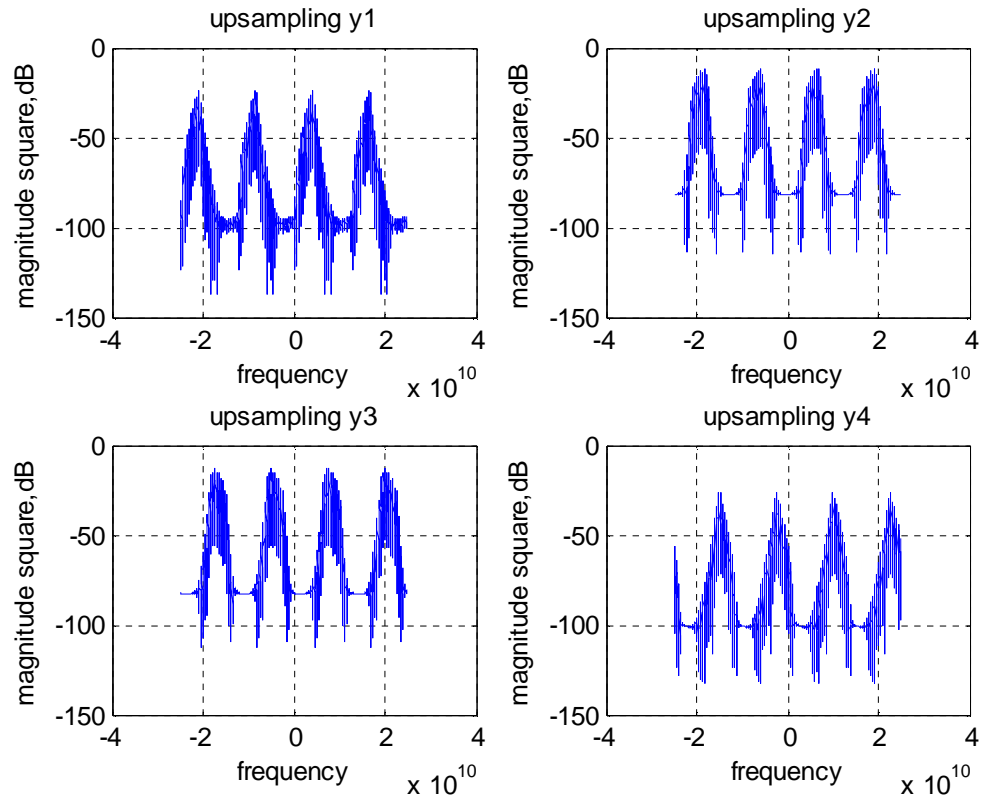 upsampling y1
0
-50
-100
-150
magnitude square,dB
-4
-2
0
2
4
frequency
x 10^10
upsampling y2
0
-50
-100
-150
magnitude square,dB
-4
-2
0
2
4
frequency
x 10^10
upsampling y3
0
-50
-100
-150
magnitude square,dB
-4
-2
0
2
4
frequency
x 10^10
upsampling y4
0
-50
-100
-150
magnitude square,dB
-4
-2
0
2
4
frequency
x 10^10